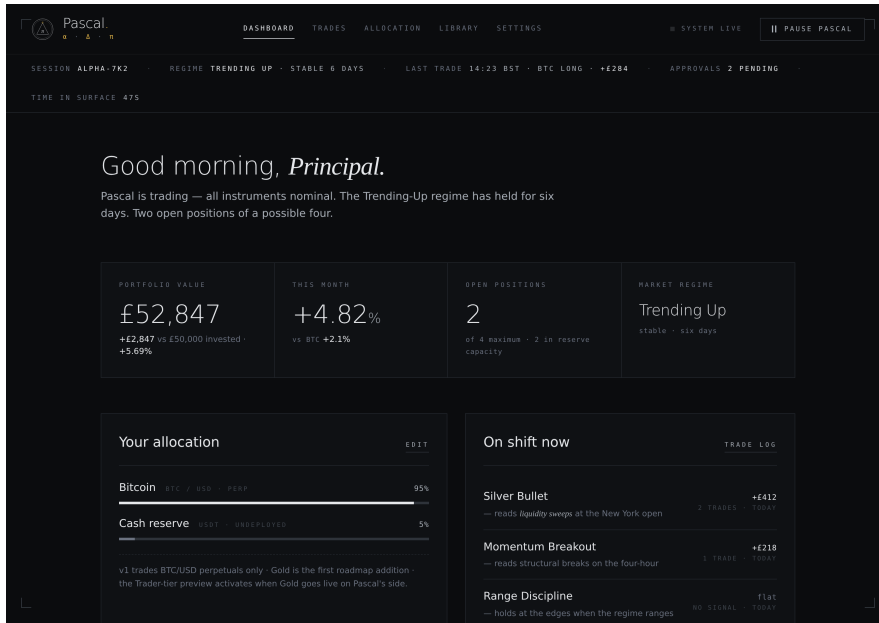 Pascal.
α · Δ · π
DASHBOARD TRADES ALLOCATION LIBRARY SETTINGS
SYSTEM LIVE
PAUSE PASCAL
SESSION ALPHA-7K2 · REGIME TRENDING UP · STABLE 6 DAYS · LAST TRADE 14:23 BST · BTC LONG · +£284 · APPROVALS 2 PENDING ·
TIME IN SURFACE 47S
Good morning, Principal.
Pascal is trading — all instruments nominal. The Trending-Up regime has held for six
days. Two open positions of a possible four.
PORTFOLIO VALUE
£52,847
+£2,847 vs £50,000 invested ·
+5.69%
THIS MONTH
+4.82%
vs BTC +2.1%
OPEN POSITIONS
2
of 4 maximum · 2 in reserve
capacity
MARKET REGIME
Trending Up
stable · six days
Your allocation
EDIT
Bitcoin BTC / USD · PERP 95%
Cash reserve USDT · UNDEPLOYED 5%
v1 trades BTC/USD perpetuals only · Gold is the first roadmap addition ·
the Trader-tier preview activates when Gold goes live on Pascal's side.
On shift now
TRADE LOG
Silver Bullet +£412
— reads liquidity sweeps at the New York open 2 TRADES · TODAY
Momentum Breakout +£218
— reads structural breaks on the four-hour 1 TRADE · TODAY
Range Discipline flat
— holds at the edges when the regime ranges NO SIGNAL · TODAY